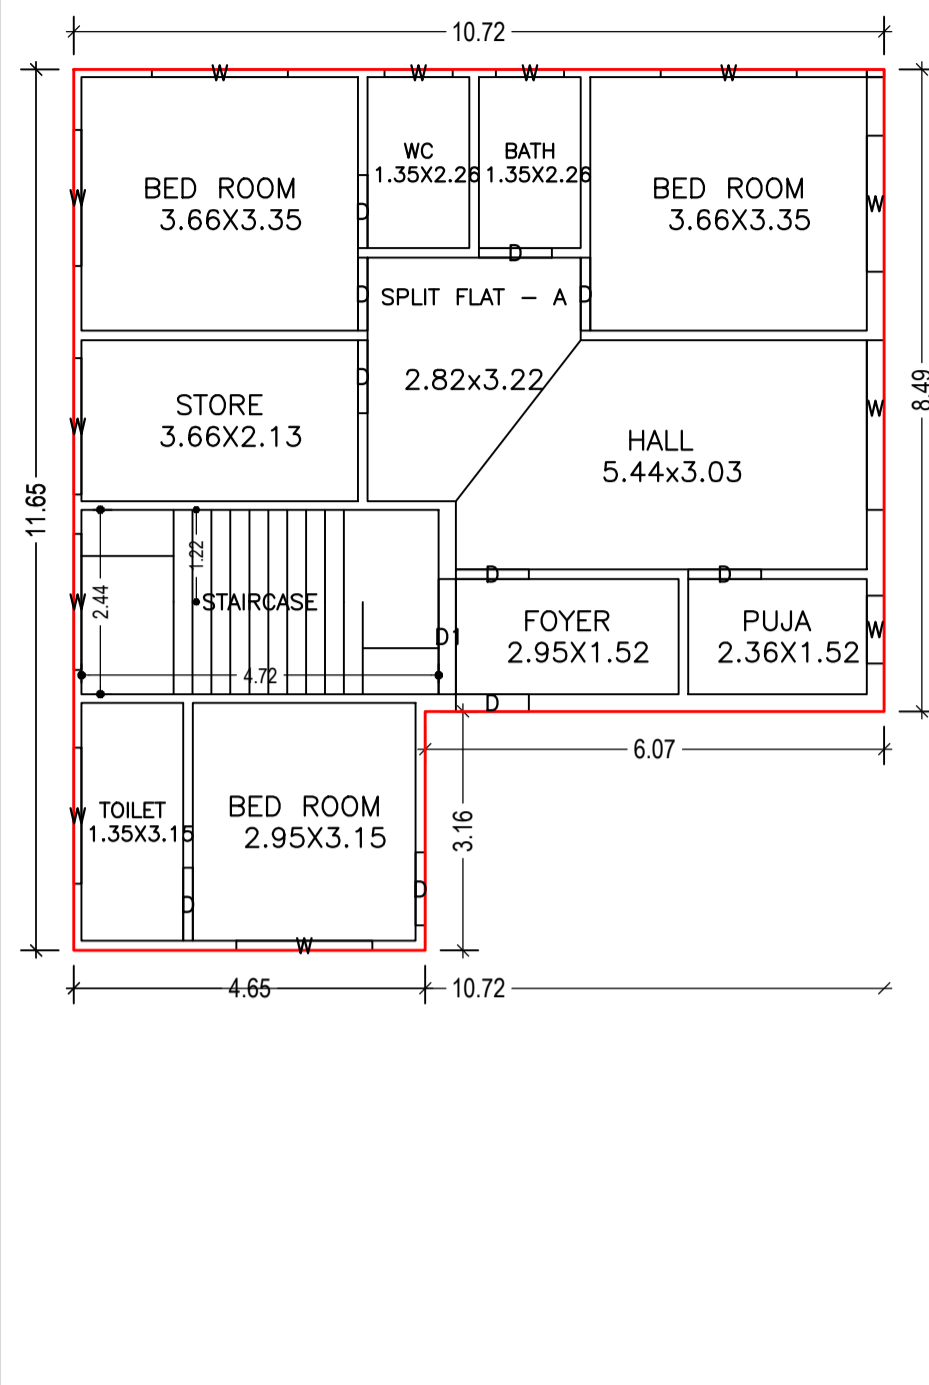 10.72
W
W
W
W
WC
1.35X2.26
BATH
1.35X2.26
BED ROOM
3.66X3.35
BED ROOM
3.66X3.35
W
W
D
D
D
SPLIT FLAT - A
D
D
2.82x3.22
8.49
STORE
3.66X2.13
W
W
HALL
5.44x3.03
11.65
1.22
2.44
W
STAIRCASE
D
D
FOYER
2.95X1.52
PUJA
2.36X1.52
W
D1
4.72
D
6.07
TOILET
1.35X3.15
W
BED ROOM
2.95X3.15
3.16
D
D
W
4.65
10.72